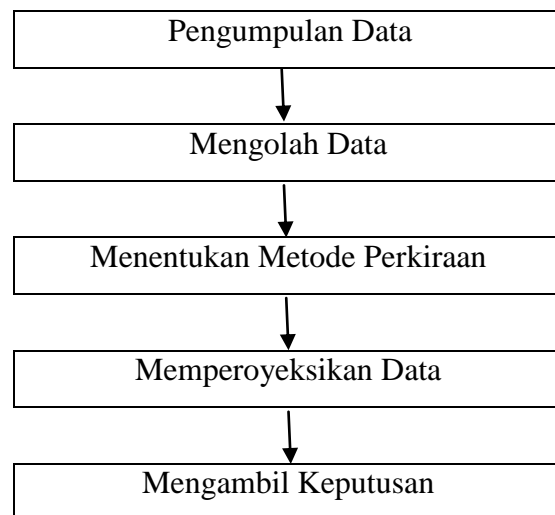 Pengumpulan Data
Mengolah Data
Menentukan Metode Perkiraan
Memperoyeksikan Data
Mengambil Keputusan